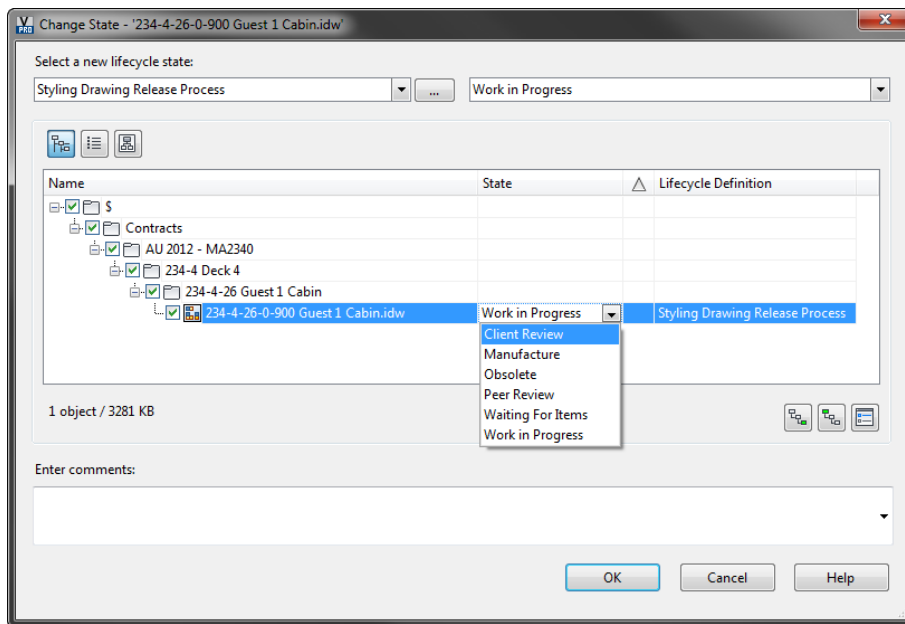 V PRO Change State - '234-4-26-0-900 Guest 1 Cabin.idw'
Select a new lifecycle state:
Styling Drawing Release Process ... Work in Progress
Name State Lifecycle Definition
$
Contracts
AU 2012 - MA2340
234-4 Deck 4
234-4-26 Guest 1 Cabin
234-4-26-0-900 Guest 1 Cabin.idw Work in Progress Styling Drawing Release Process
Client Review
Manufacture
Obsolete
Peer Review
Waiting For Items
Work in Progress
1 object / 3281 KB
Enter comments:
OK Cancel Help